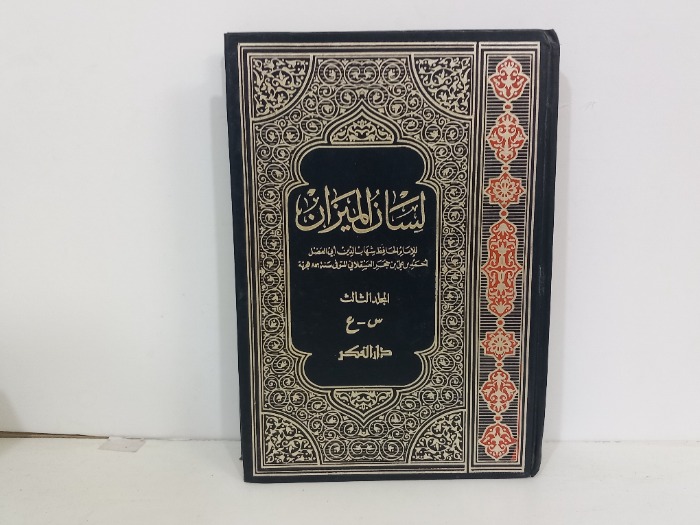 لسان الميزان
للإمام الحافظ شهاب الدين أبي الفضل
أحمد بن علي بن حجر العسقلاني المتوفى سنة ٨٥٢ هجرية
المجلد الثالث
س - ع
دار الفكر